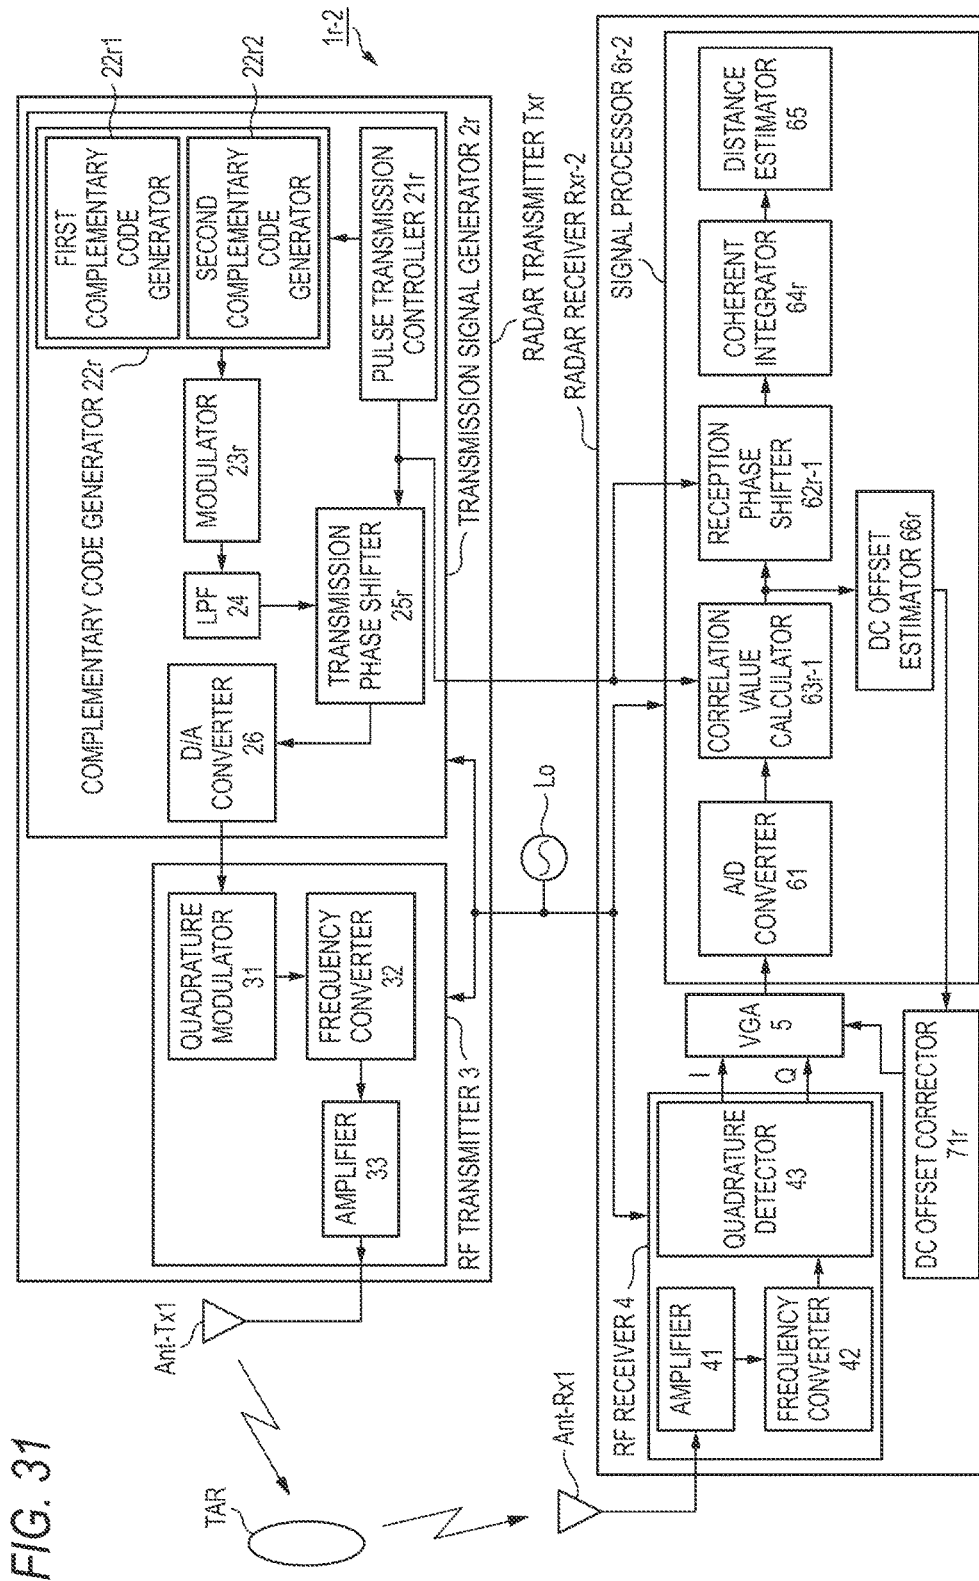 FIG. 31
1r-2
COMPLEMENTARY CODE GENERATOR 22r
FIRST
COMPLEMENTARY
CODE
GENERATOR
22r1
SECOND
COMPLEMENTARY
CODE
GENERATOR
22r2
MODULATOR
23r
LPF
24
PULSE TRANSMISSION
CONTROLLER 21r
TRANSMISSION
PHASE SHIFTER
25r
D/A
CONVERTER
26
TRANSMISSION SIGNAL GENERATOR 2r
RADAR TRANSMITTER Txr
QUADRATURE
MODULATOR
31
FREQUENCY
CONVERTER
32
AMPLIFIER
33
RF TRANSMITTER 3
Ant-Tx1
TAR
Lo
Ant-Rx1
RADAR RECEIVER Rxr-2
RF RECEIVER 4
AMPLIFIER
41
FREQUENCY
CONVERTER
42
QUADRATURE
DETECTOR
43
I
Q
VGA
5
SIGNAL PROCESSOR 6r-2
A/D
CONVERTER
61
CORRELATION
VALUE
CALCULATOR
63r-1
RECEPTION
PHASE
SHIFTER
62r-1
COHERENT
INTEGRATOR
64r
DISTANCE
ESTIMATOR
65
DC OFFSET
ESTIMATOR 66r
DC OFFSET CORRECTOR
71r